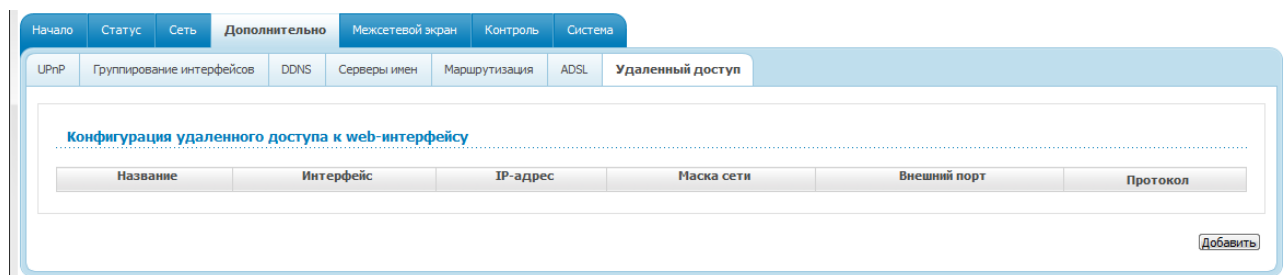 Начало Статус Сеть Дополнительно Межсетевой экран Контроль Система
UPnP Группирование интерфейсов DDNS Серверы имен Маршрутизация ADSL Удаленный доступ
Конфигурация удаленного доступа к web-интерфейсу
Название Интерфейс IP-адрес Маска сети Внешний порт Протокол
Добавить